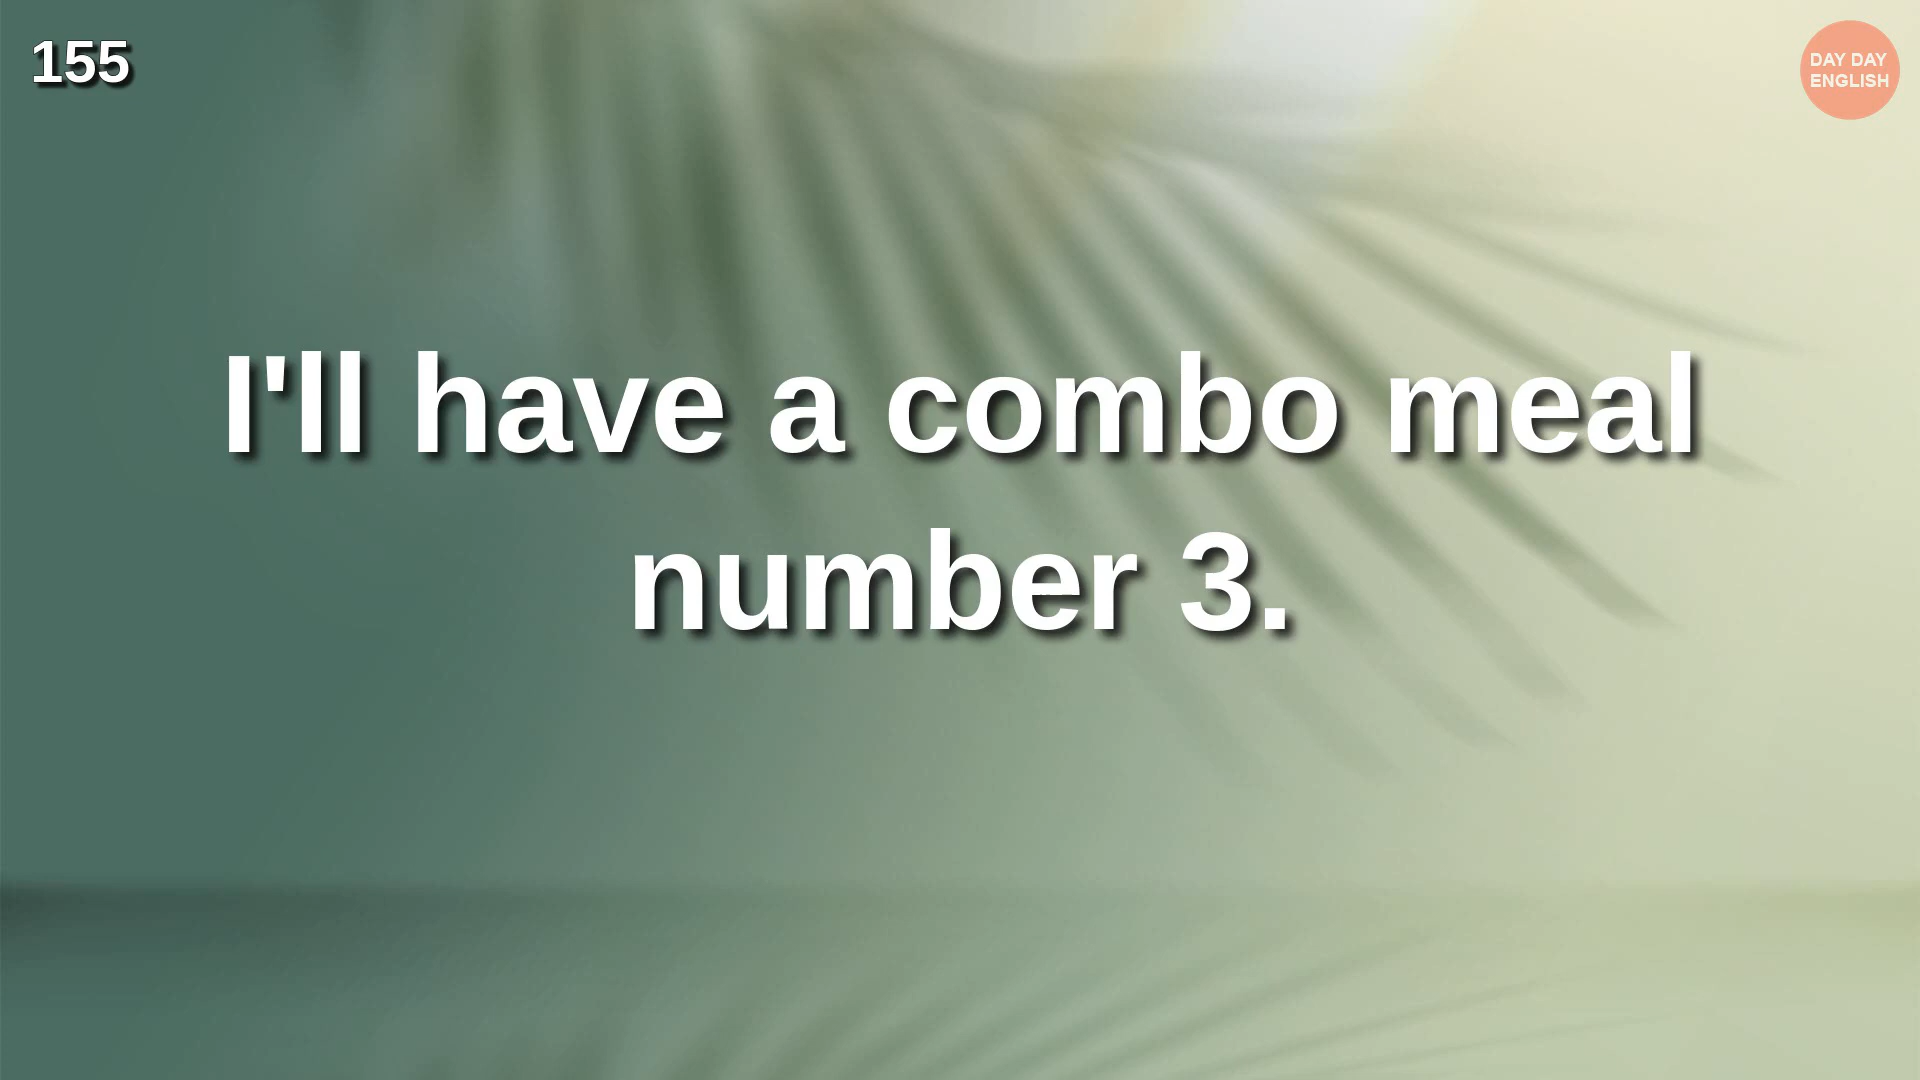 155
DAY DAY
ENGLISH
I'll have a combo meal
number 3.